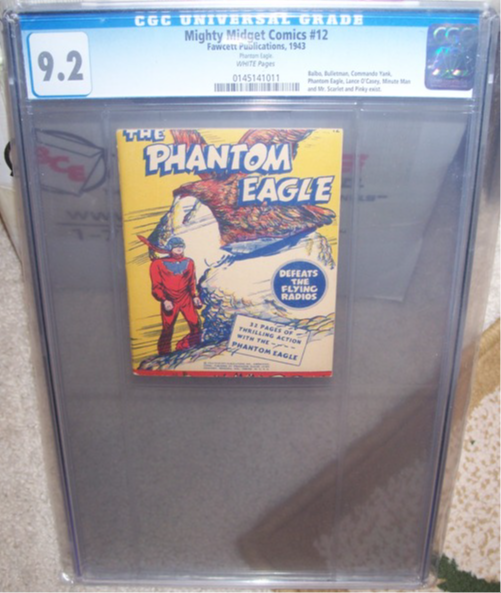 CGC UNIVERSAL GRADE
9.2
Mighty Midget Comics #12
Fawcett Publications, 1943
Phantom Eagle
WHITE Pages
0145141011
Balbo, Bulletman, Commando Yank,
Phantom Eagle, Lance O'Casey, Minute Man
and Mr. Scarlet and Pinky exist.
THE
PHANTOM
EAGLE
DEFEATS
THE
FLYING
RADIOS
32 PAGES OF
THRILLING ACTION
WITH THE
PHANTOM EAGLE